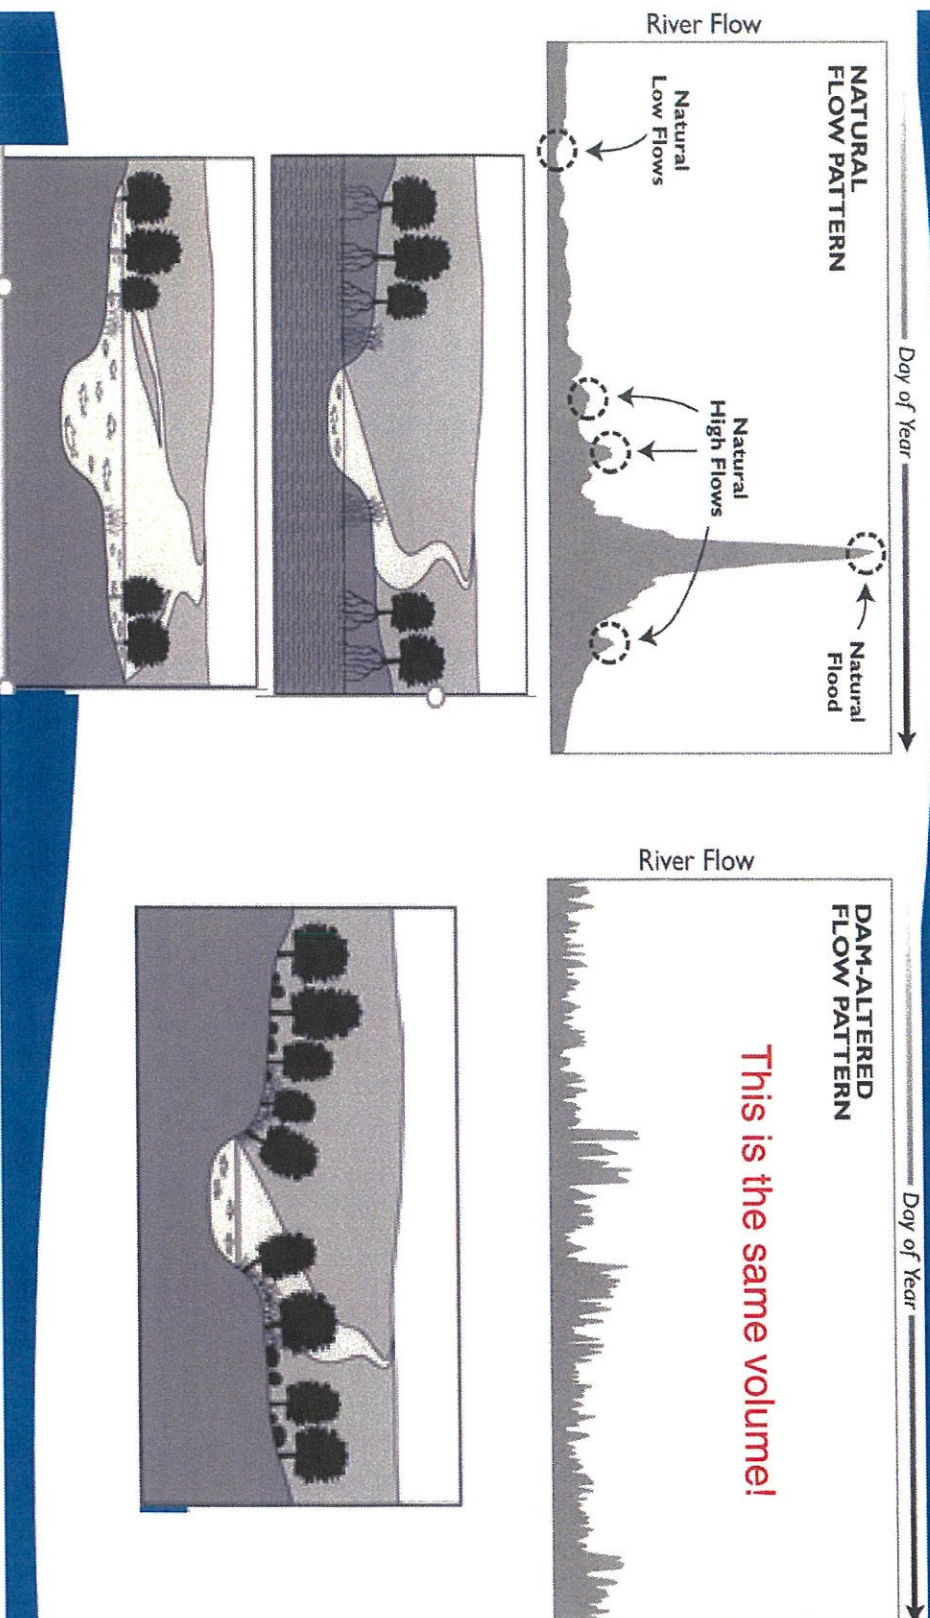 River Flow
NATURAL
FLOW PATTERN
Natural
Low Flows
Natural
High Flows
Natural
Flood
Day of Year
River Flow
DAM-ALTERED
FLOW PATTERN
This is the same volume!
Day of Year